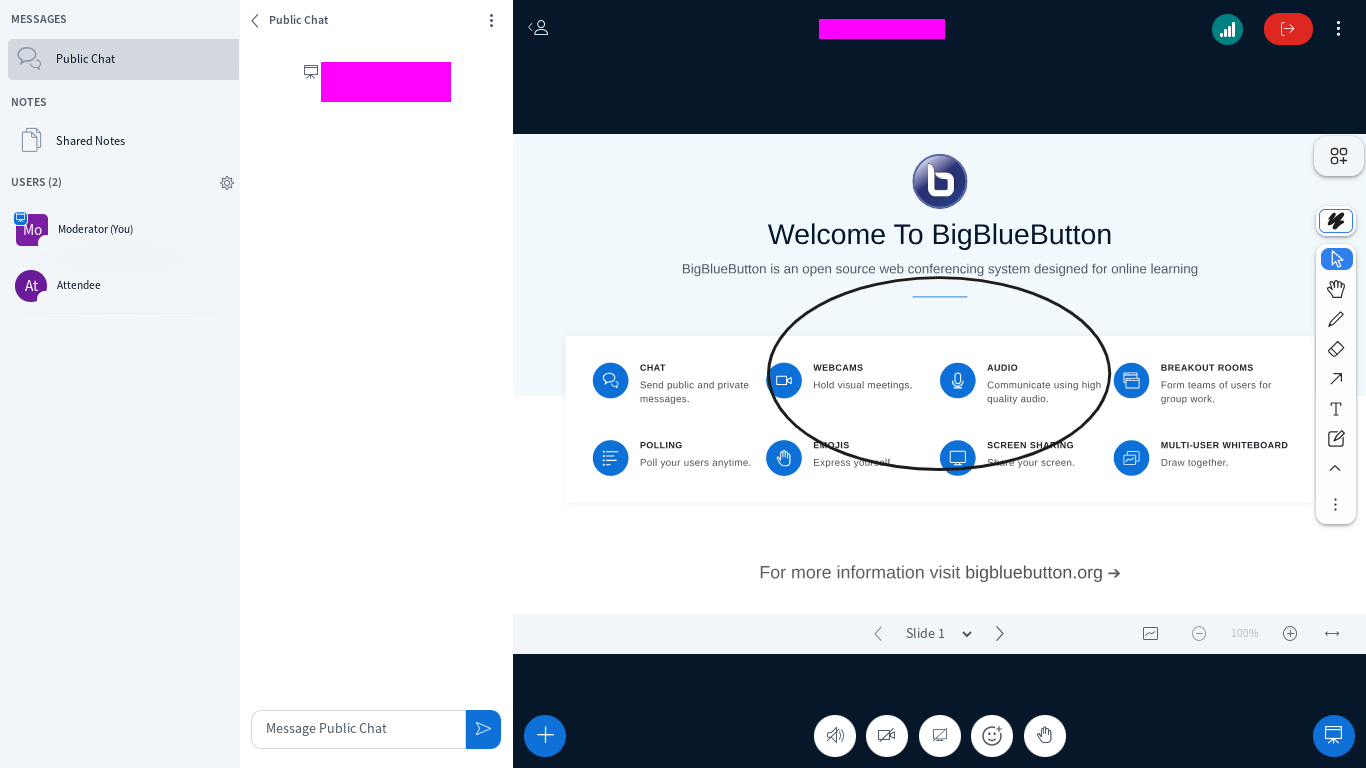 MESSAGES
Public Chat
NOTES
Shared Notes
USERS (2)
Mo
Moderator (You)
At
Attendee
Public Chat
Message Public Chat
Welcome To BigBlueButton
BigBlueButton is an open source web conferencing system designed for online learning
CHAT
Send public and private
messages.
WEBCAMS
Hold visual meetings.
AUDIO
Communicate using high
quality audio.
BREAKOUT ROOMS
Form teams of users for
group work.
POLLING
Poll your users anytime.
EMOJIS
Express yourself.
SCREEN SHARING
Share your screen.
MULTI-USER WHITEBOARD
Draw together.
For more information visit bigbluebutton.org →
Slide 1
100%